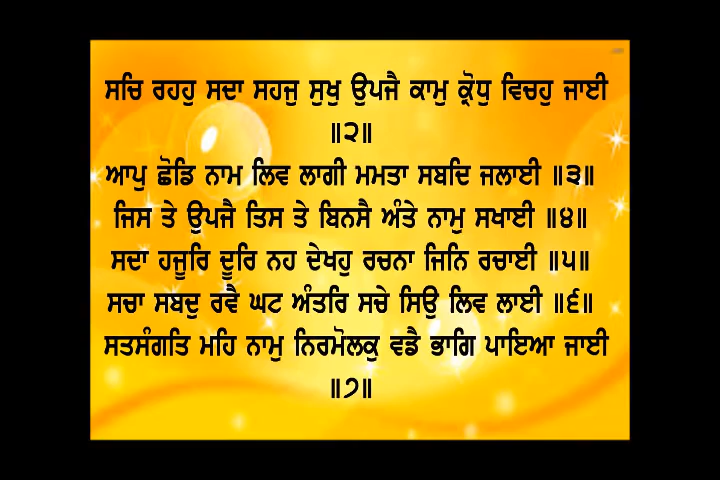 ਸਚਿ ਰਹਹੁ ਸਦਾ ਸਹਜੁ ਸੁਖੁ ਉਪਜੈ ਕਾਮੁ ਕ੍ਰੋਧੁ ਵਿਚਹੁ ਜਾਈ
॥੨॥
ਆਪੁ ਛੋਡਿ ਨਾਮ ਲਿਵ ਲਾਗੀ ਮਮਤਾ ਸਬਦਿ ਜਲਾਈ ॥੩॥
ਜਿਸ ਤੇ ਉਪਜੈ ਤਿਸ ਤੇ ਬਿਨਸੈ ਅੰਤੇ ਨਾਮੁ ਸਖਾਈ ॥੪॥
ਸਦਾ ਹਜੂਰਿ ਦੂਰਿ ਨਹ ਦੇਖਹੁ ਰਚਨਾ ਜਿਨਿ ਰਚਾਈ ॥੫॥
ਸਚਾ ਸਬਦੁ ਰਵੈ ਘਟ ਅੰਤਰਿ ਸਚੇ ਸਿਉ ਲਿਵ ਲਾਈ ॥੬॥
ਸਤਸੰਗਤਿ ਮਹਿ ਨਾਮੁ ਨਿਰਮੋਲਕੁ ਵਡੈ ਭਾਗਿ ਪਾਇਆ ਜਾਈ
॥੭॥